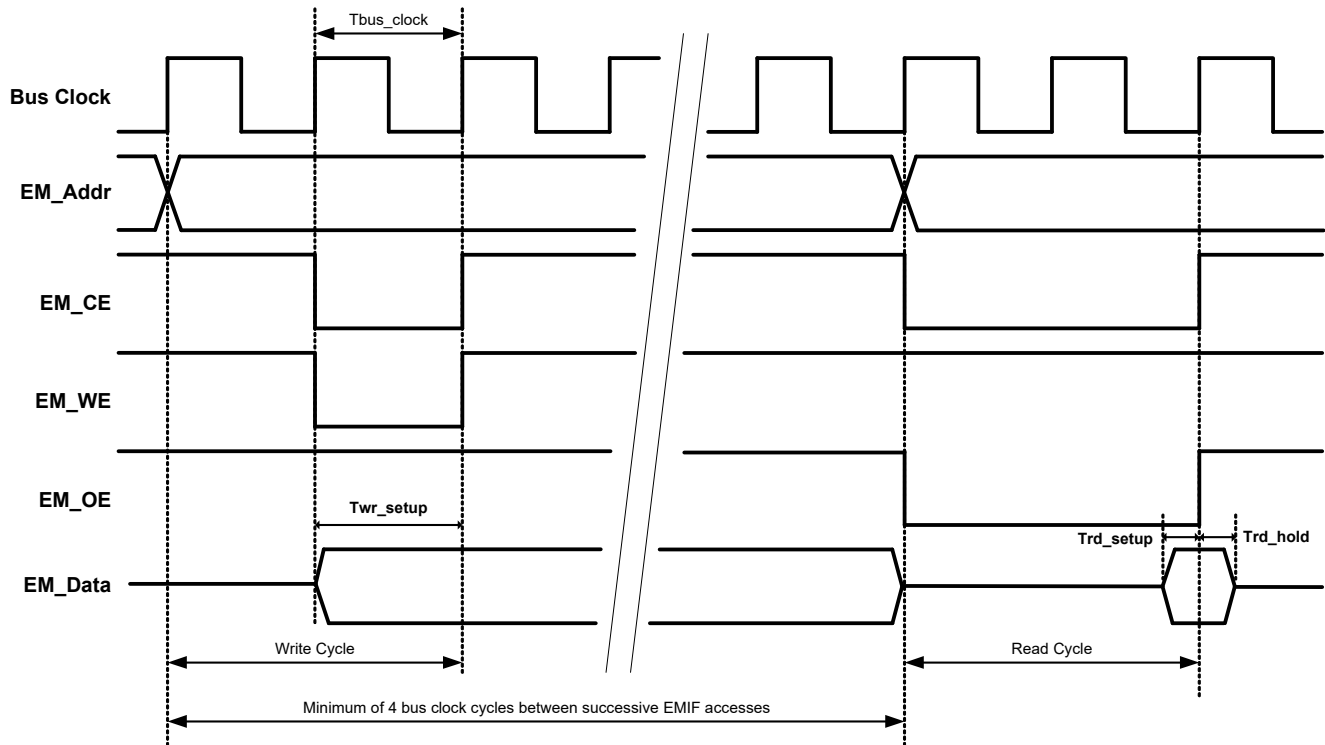 Tbus_clock
Bus Clock
EM_Addr
EM_CE
EM_WE
EM_OE
Twr_setup
Trd_setup
Trd_hold
EM_Data
Write Cycle
Read Cycle
Minimum of 4 bus clock cycles between successive EMIF accesses